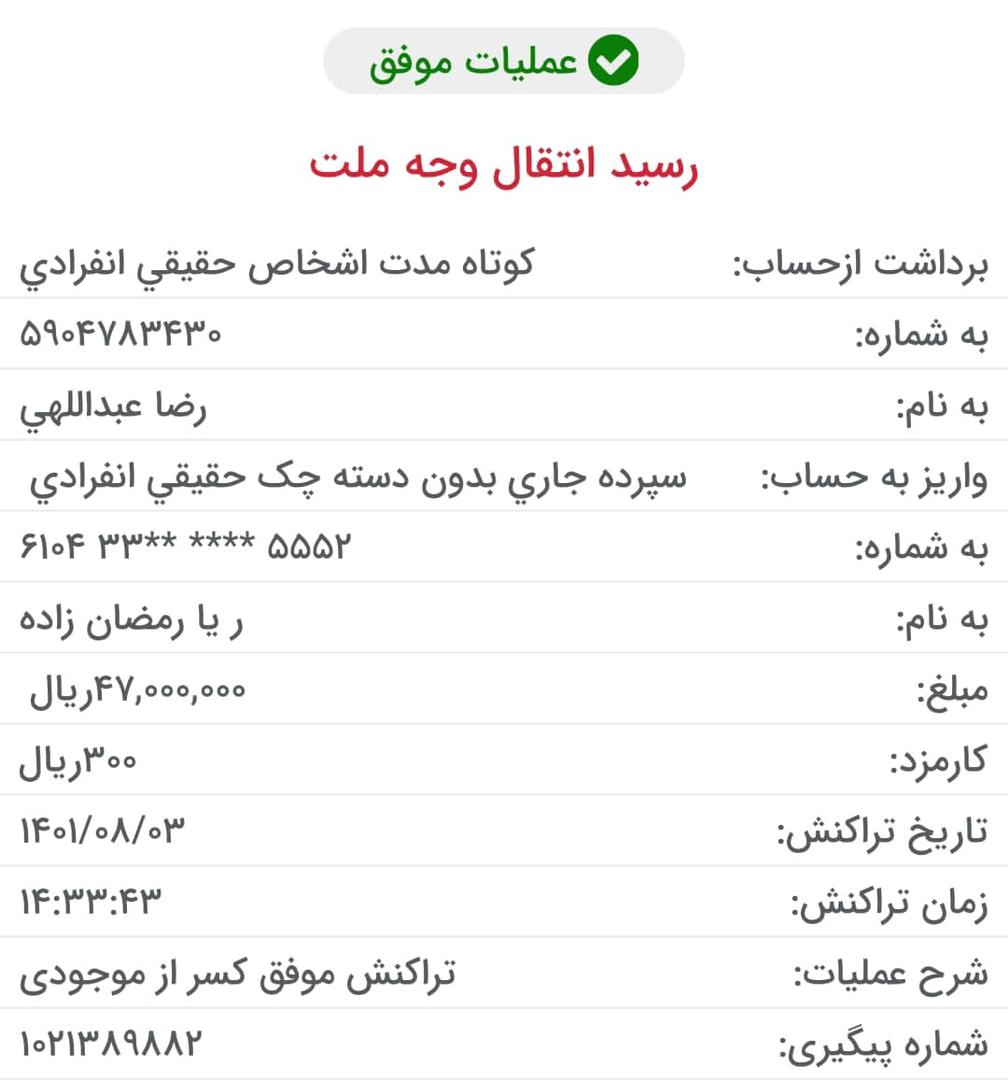 عملیات موفق
رسید انتقال وجه ملت
برداشت ازحساب: کوتاه مدت اشخاص حقيقي انفرادي
به شماره: ۵۹۰۴۷۸۳۴۳۰
به نام: رضا عبداللهي
واریز به حساب: سپرده جاري بدون دسته چک حقيقي انفرادي
به شماره: ۶۱۰۴ ۳۳** **** ۵۵۵۲
به نام: ر یا رمضان زاده
مبلغ: ۴۷,۰۰۰,۰۰۰ریال
کارمزد: ۳۰۰ریال
تاریخ تراکنش: ۱۴۰۱/۰۸/۰۳
زمان تراکنش: ۱۴:۳۳:۴۳
شرح عملیات: تراکنش موفق کسر از موجودی
شماره پیگیری: ۱۰۲۱۳۸۹۸۸۲